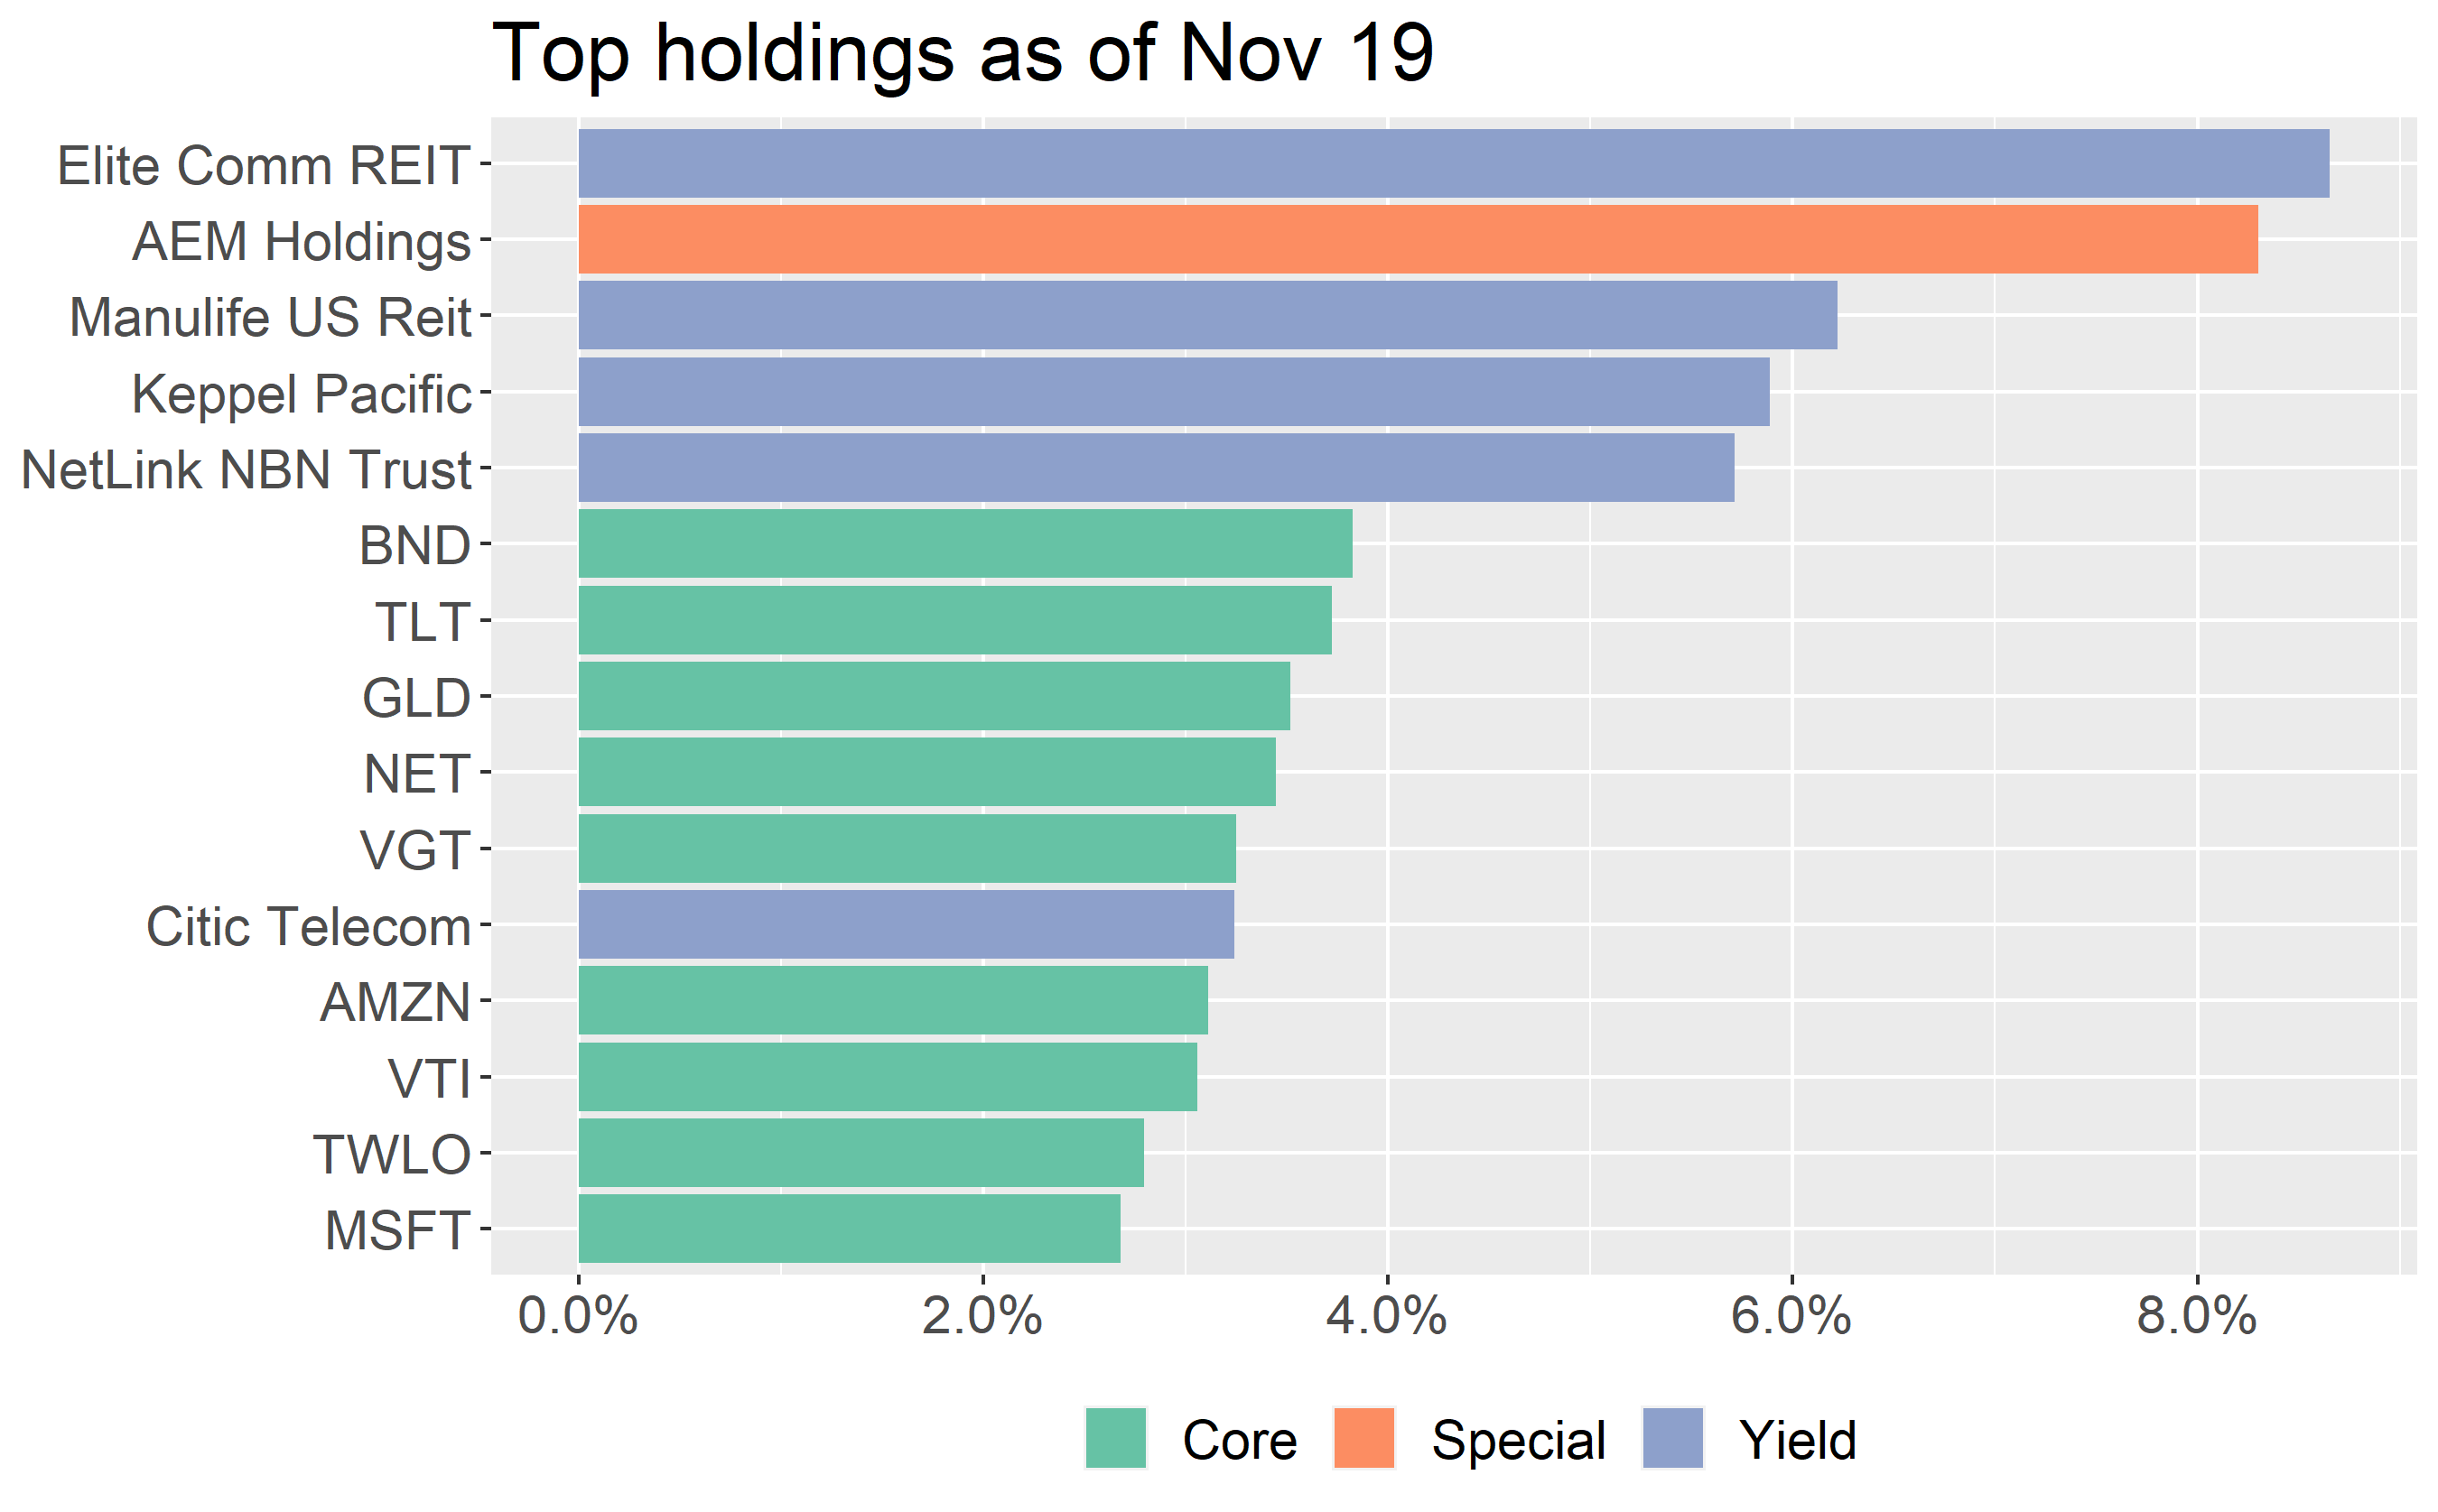 Top holdings as of Nov 19
Elite Comm REIT
AEM Holdings
Manulife US Reit
Keppel Pacific
NetLink NBN Trust
BND
TLT
GLD
NET
VGT
Citic Telecom
AMZN
VTI
TWLO
MSFT
0.0% 2.0% 4.0% 6.0% 8.0%
Core Special Yield